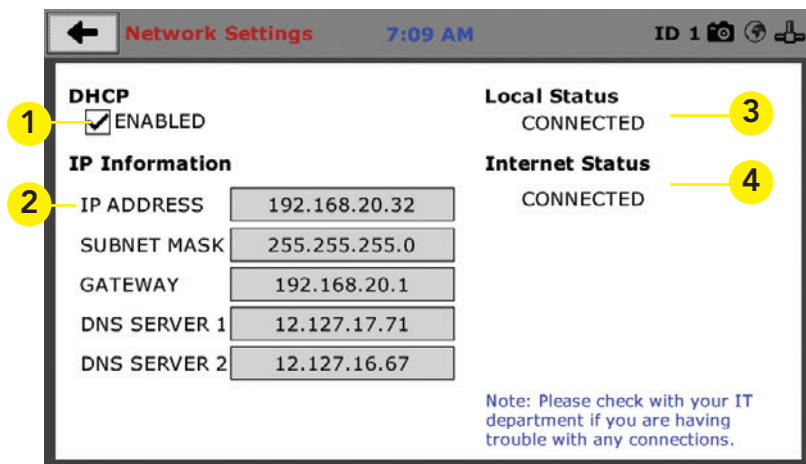 Network Settings 7:09 AM ID 1
DHCP
1 ENABLED
IP Information
2 IP ADDRESS 192.168.20.32
SUBNET MASK 255.255.255.0
GATEWAY 192.168.20.1
DNS SERVER 1 12.127.17.71
DNS SERVER 2 12.127.16.67
Local Status
CONNECTED 3
Internet Status
CONNECTED 4
Note: Please check with your IT
department if you are having
trouble with any connections.